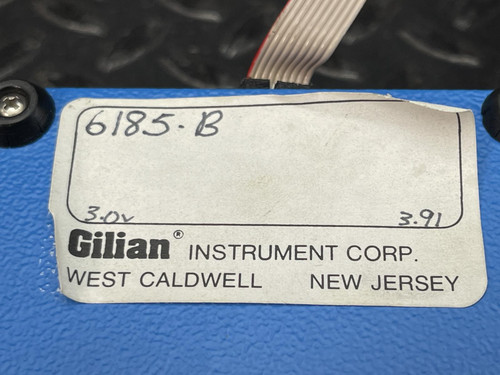 6185-B
3.0v 3.91
Gilian® INSTRUMENT CORP.
WEST CALDWELL NEW JERSEY